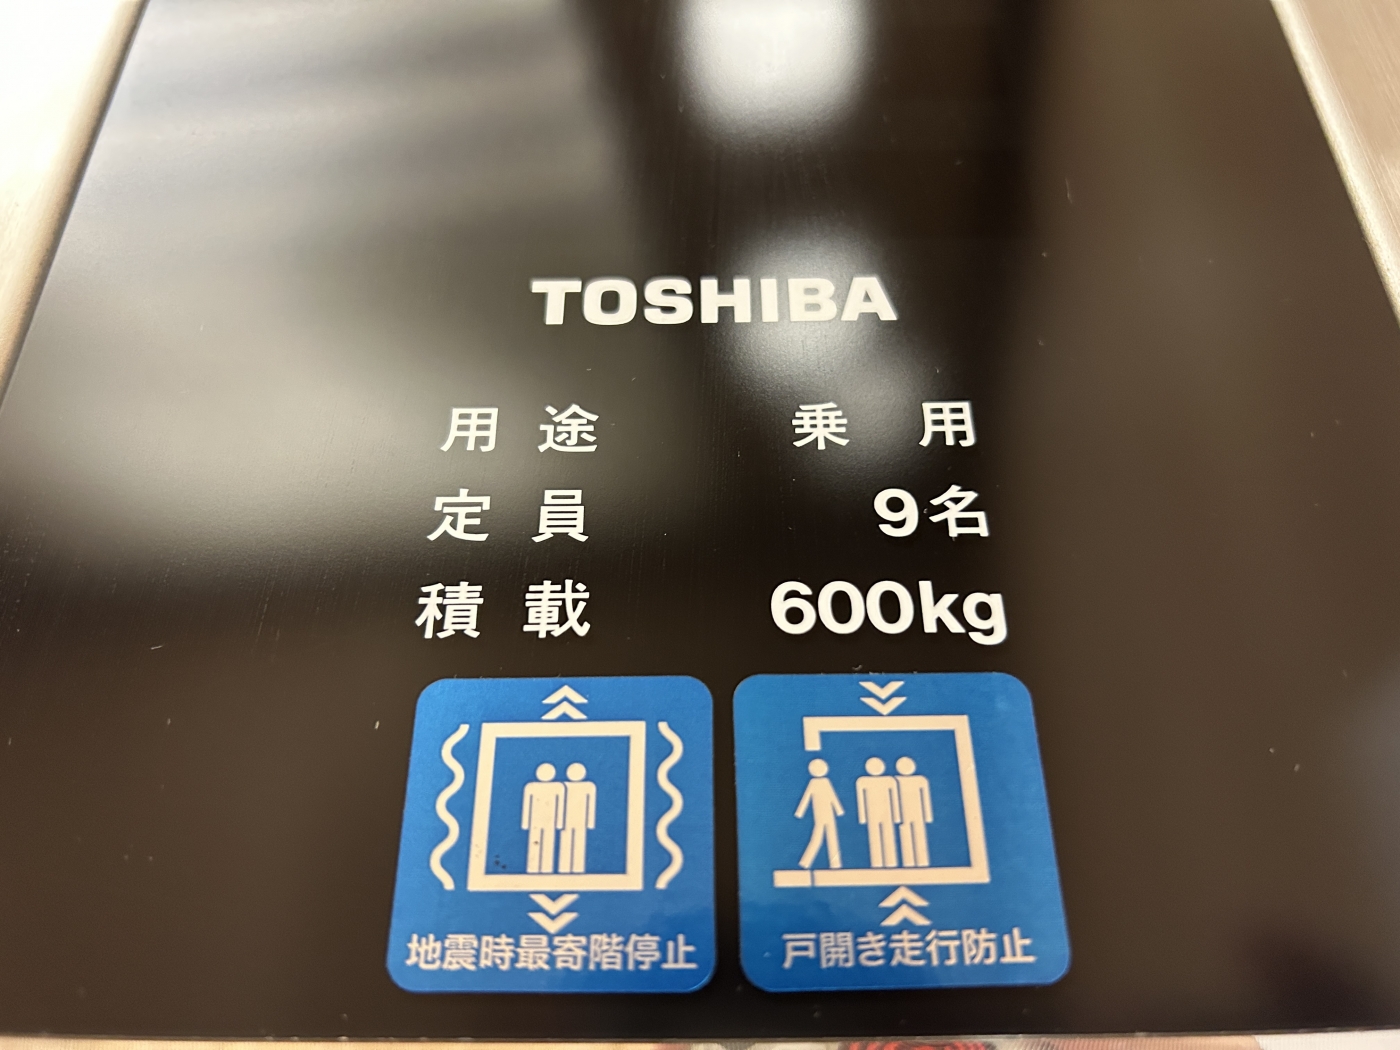 TOSHIBA
用途 乗用
定員 9名
積載 600kg
地震時最寄階停止
戸開き走行防止